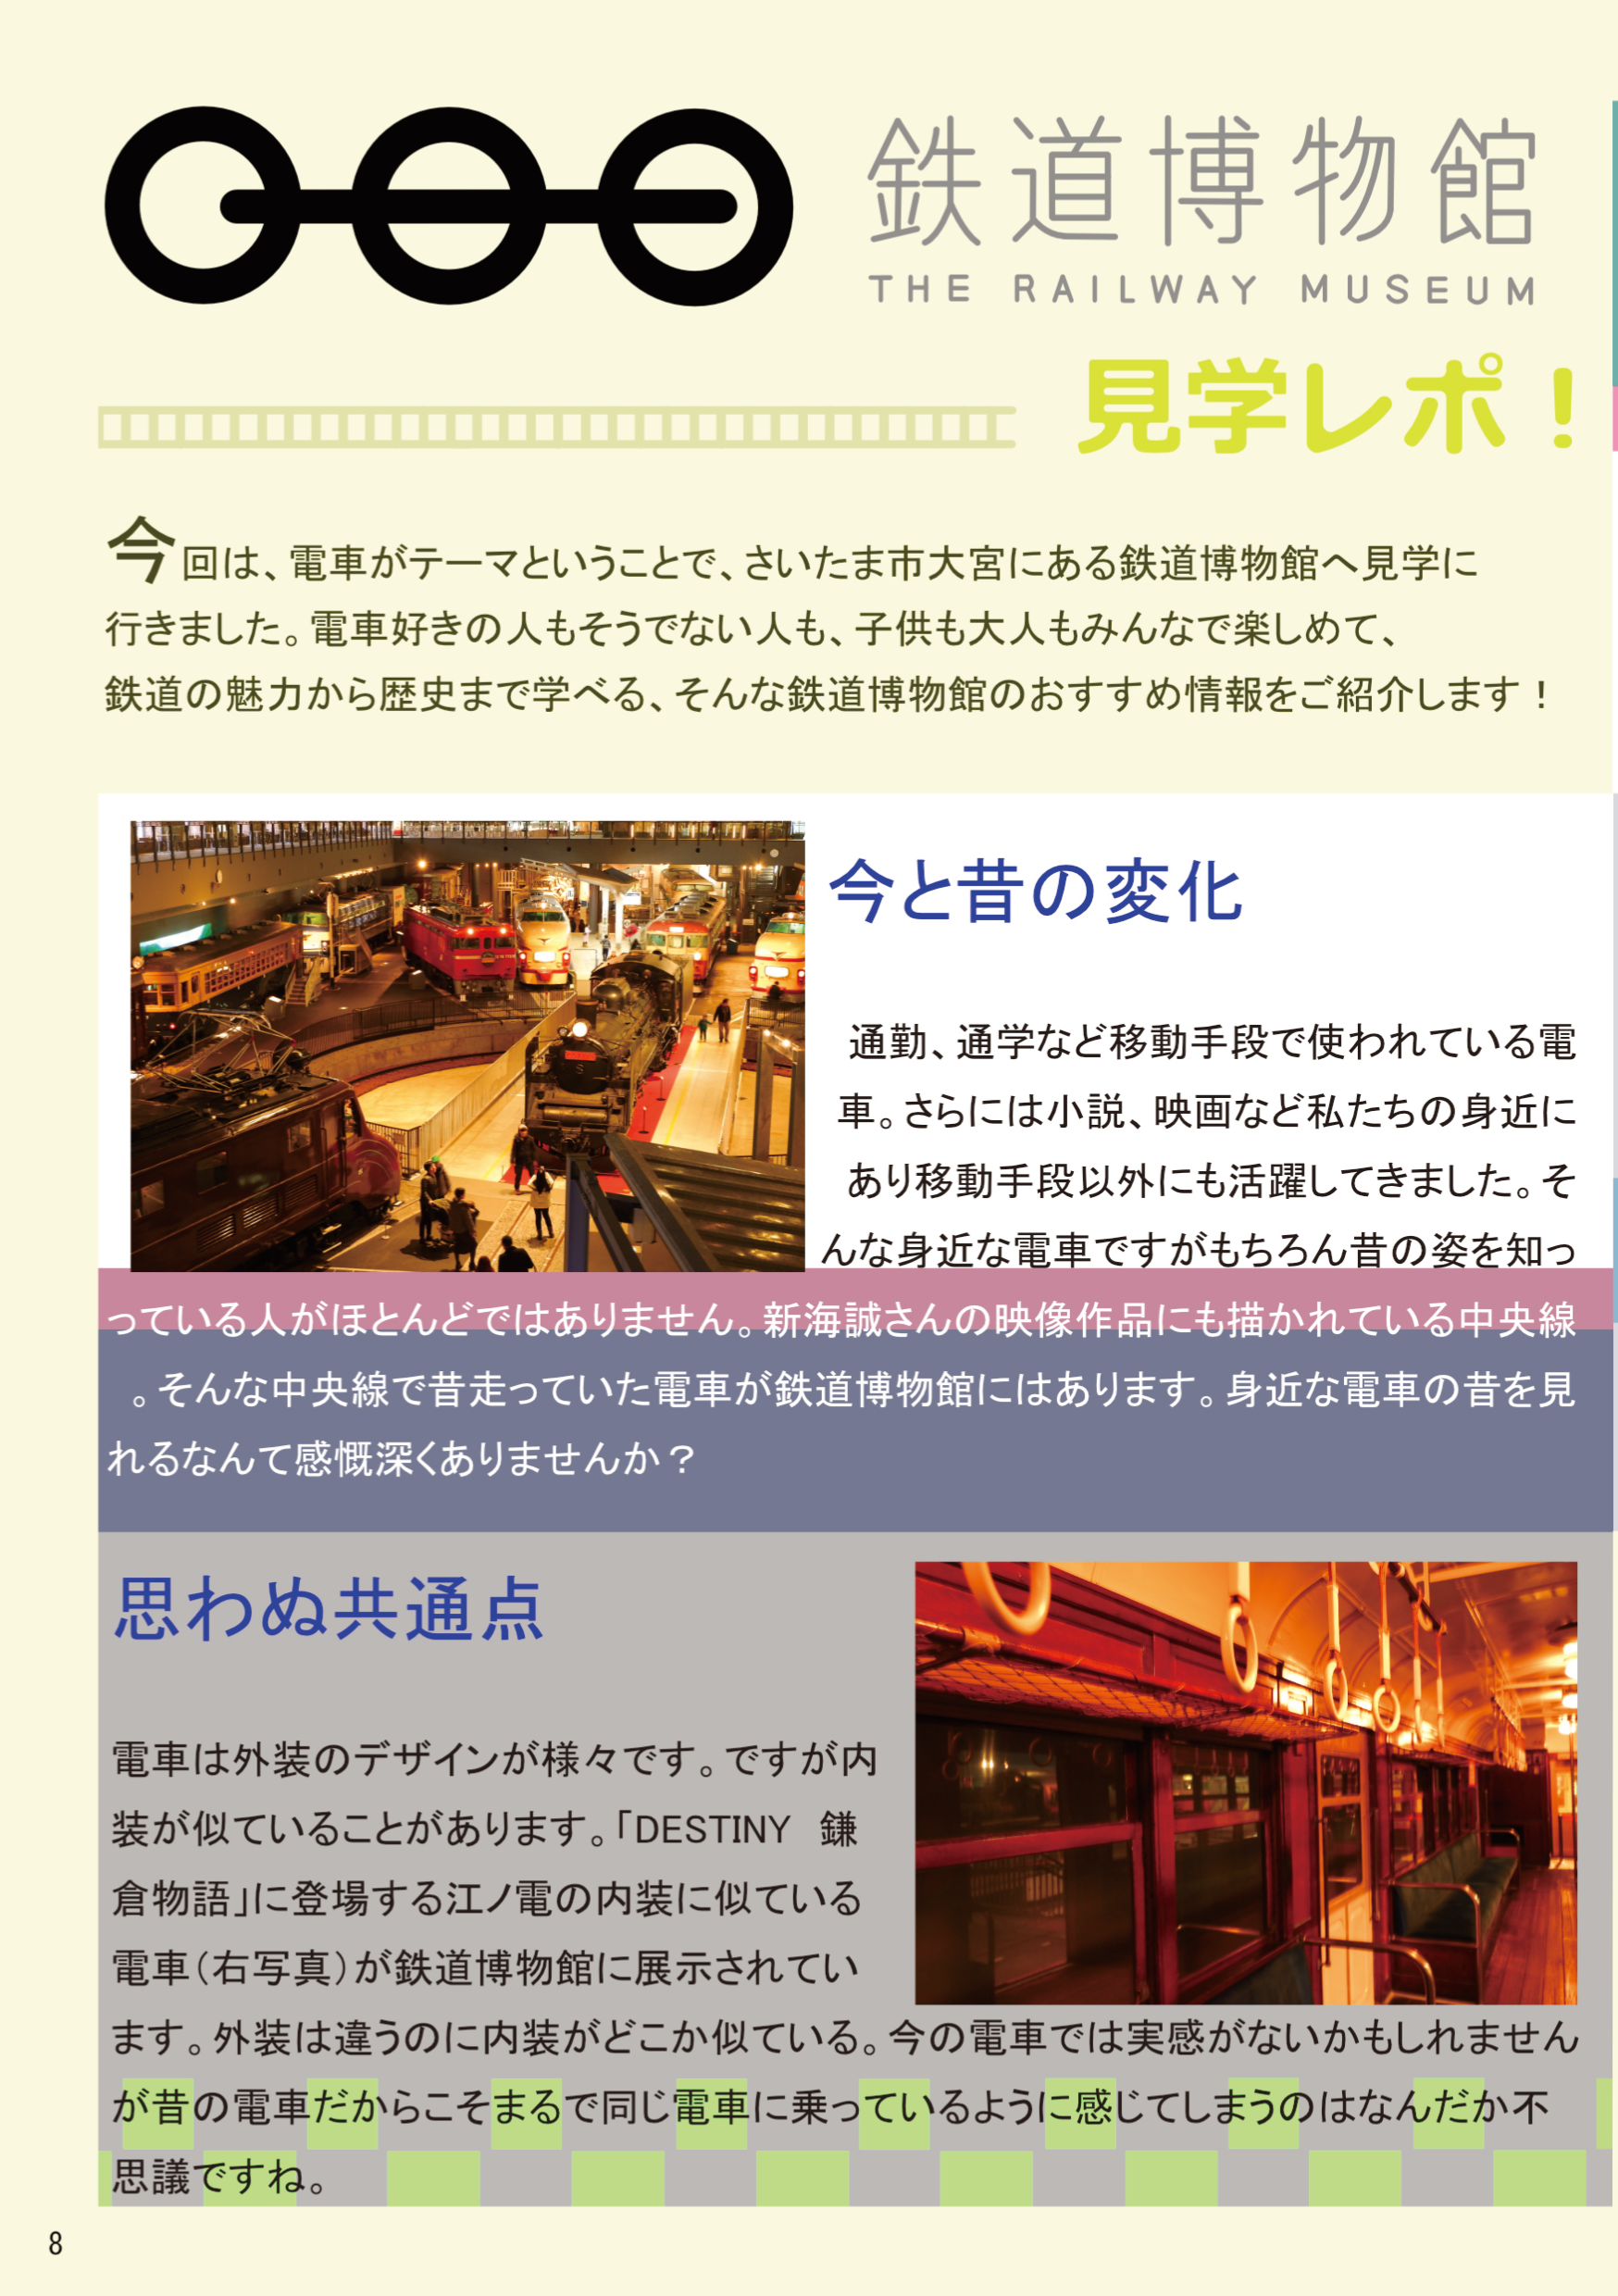 鉄道博物館
THE RAILWAY MUSEUM
見学レポ！
今回は、電車がテーマということで、さいたま市大宮にある鉄道博物館へ見学に
行きました。電車好きの人もそうでない人も、子供も大人もみんなで楽しめて、
鉄道の魅力から歴史まで学べる、そんな鉄道博物館のおすすめ情報をご紹介します！
今と昔の変化
通勤、通学など移動手段で使われている電
車。さらには小説、映画など私たちの身近に
あり移動手段以外にも活躍してきました。そ
んな身近な電車ですがもちろん昔の姿を知っ
っている人がほとんどではありません。新海誠さんの映像作品にも描かれている中央線
。そんな中央線で昔走っていた電車が鉄道博物館にはあります。身近な電車の昔を見
れるなんて感慨深くありませんか？
思わぬ共通点
電車は外装のデザインが様々です。ですが内
装が似ていることがあります。「DESTINY　鎌
倉物語」に登場する江ノ電の内装に似ている
電車（右写真）が鉄道博物館に展示されてい
ます。外装は違うのに内装がどこか似ている。今の電車では実感がないかもしれません
が昔の電車だからこそまるで同じ電車に乗っているように感じてしまうのはなんだか不
思議ですね。
8